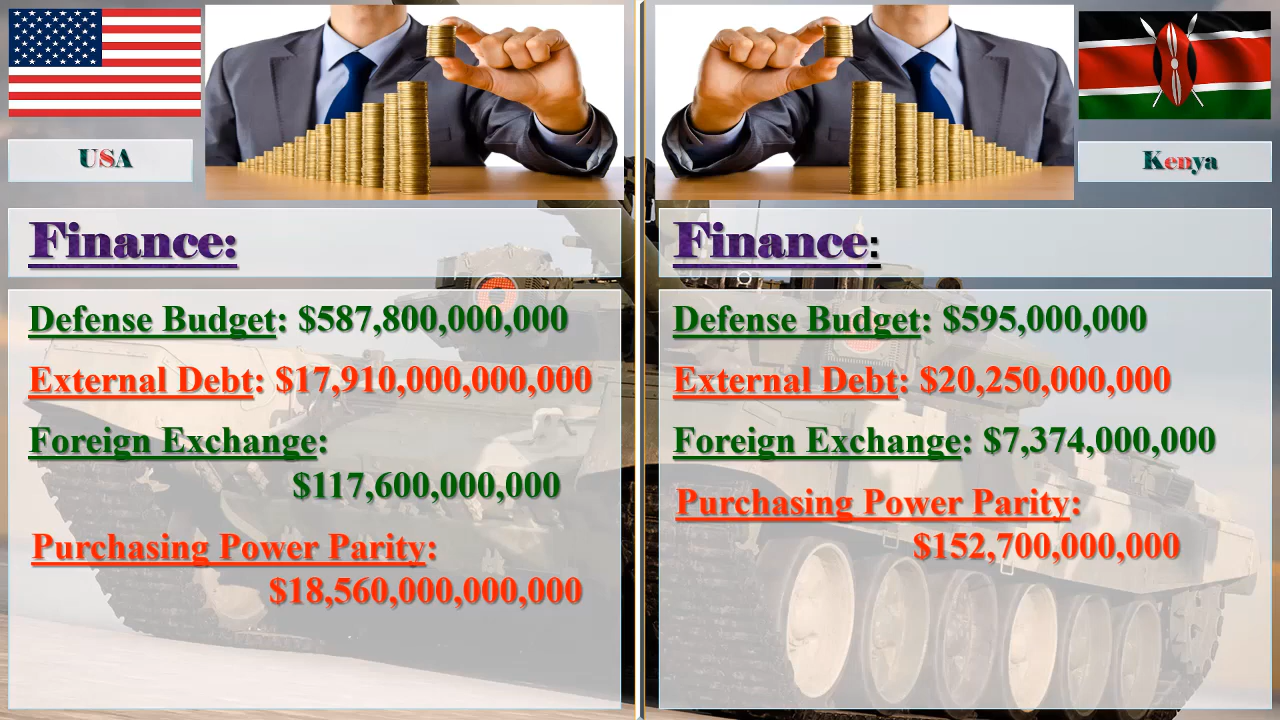 USA
Finance:
Defense Budget: $587,800,000,000
External Debt: $17,910,000,000,000
Foreign Exchange:
$117,600,000,000
Purchasing Power Parity:
$18,560,000,000,000
Kenya
Finance:
Defense Budget: $595,000,000
External Debt: $20,250,000,000
Foreign Exchange: $7,374,000,000
Purchasing Power Parity:
$152,700,000,000